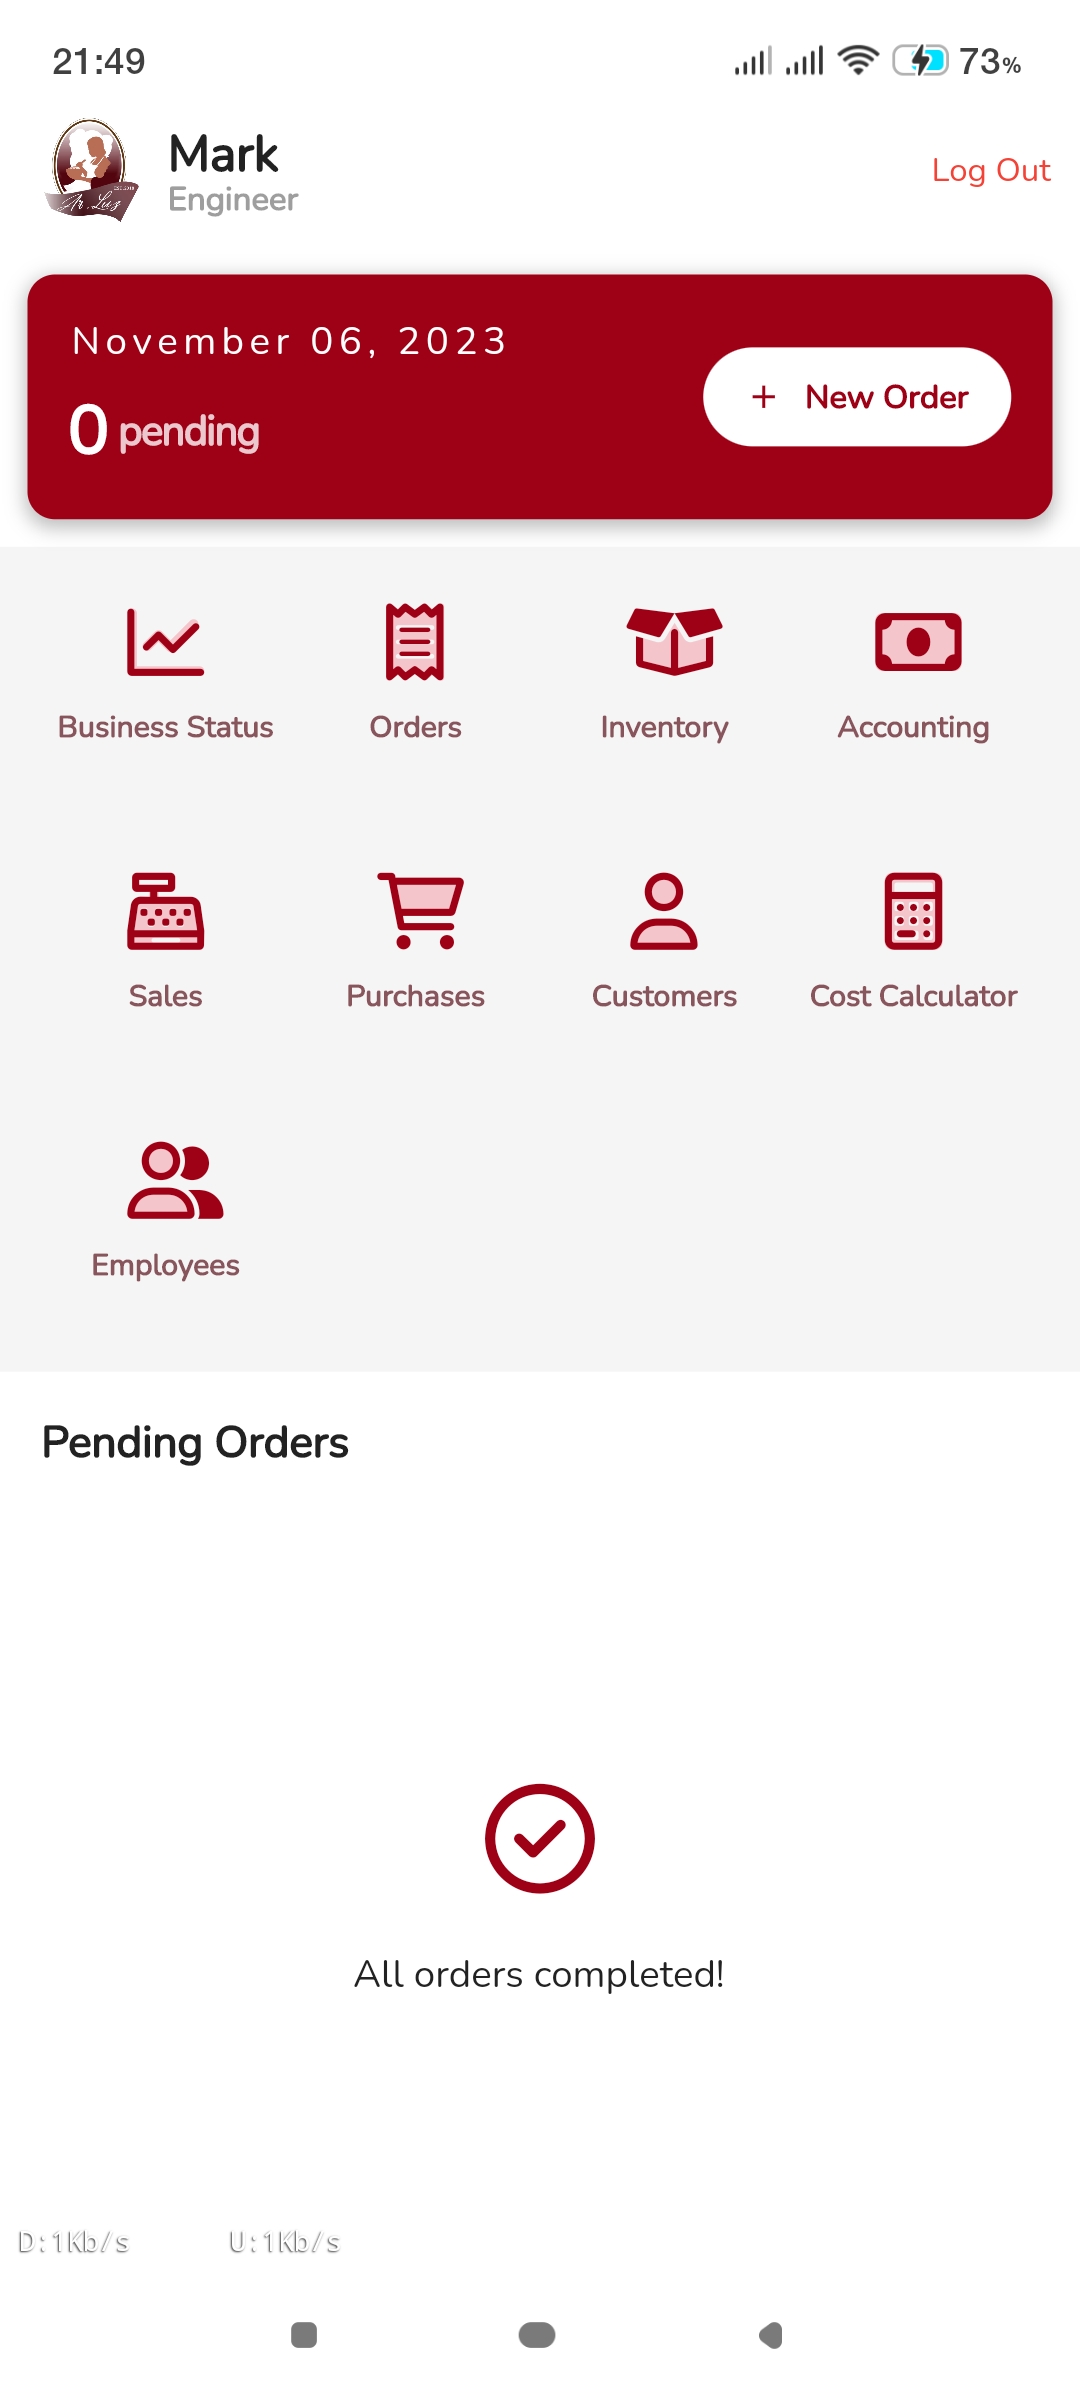 21:49
73%
Mark
Engineer
Log Out
November 06, 2023
0 pending
+ New Order
Business Status
Orders
Inventory
Accounting
Sales
Purchases
Customers
Cost Calculator
Employees
Pending Orders
All orders completed!
D:1Kb/s
U:1Kb/s